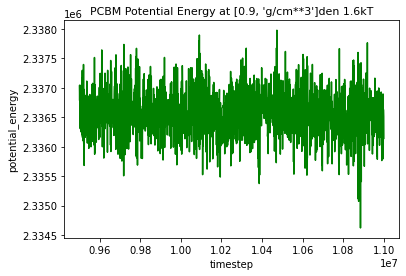 1e6
PCBM Potential Energy at [0.9, 'g/cm**3']den 1.6kT
2.3380
2.3375
2.3370
2.3365
2.3360
2.3355
2.3350
2.3345
potential_energy
0.96 0.98 1.00 1.02 1.04 1.06 1.08 1.10
timestep
1e7